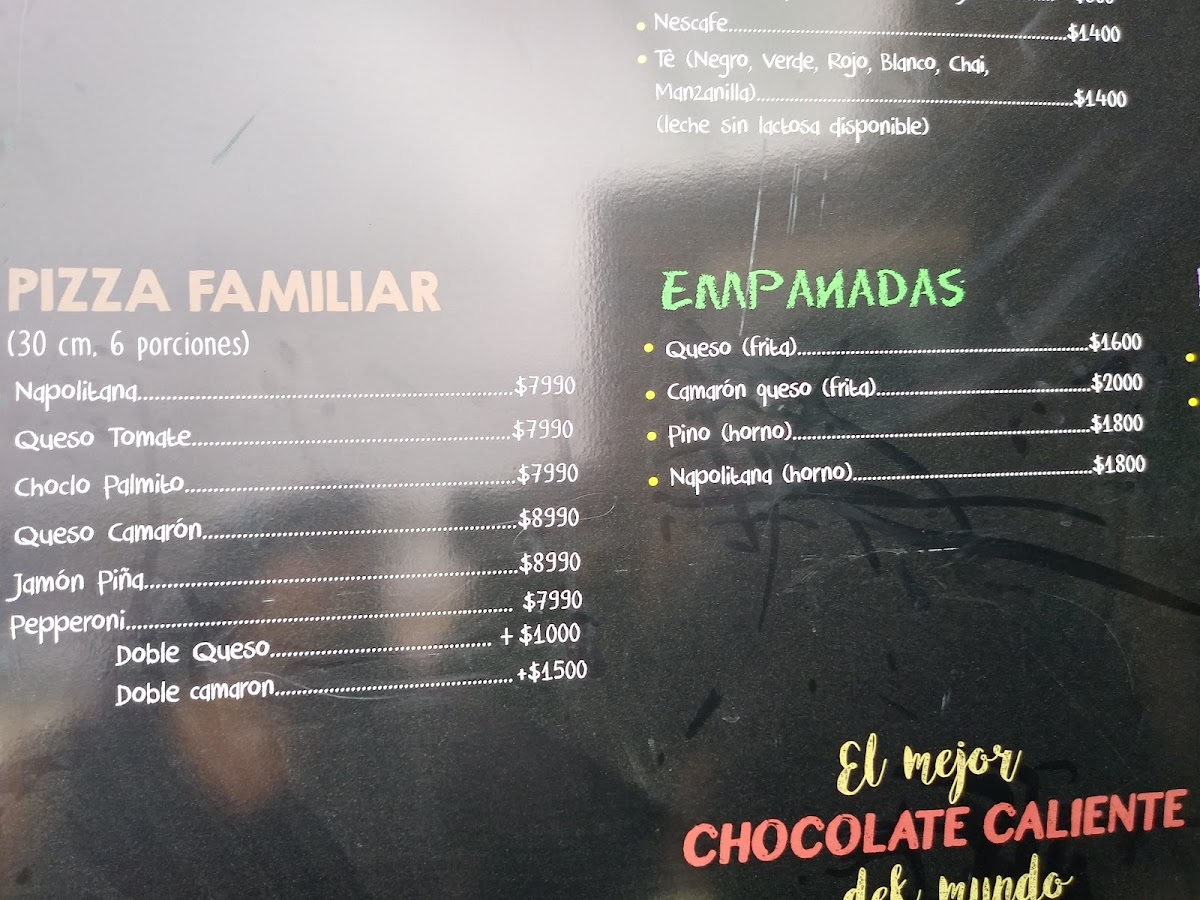 Nescafe..........$1400
Tè (Negro, Verde, Rojo, Blanco, Chai,
Manzanilla)..........$1400
(leche sin lactosa disponible)
PIZZA FAMILIAR
(30 cm, 6 porciones)
Napolitana..........$7990
Queso Tomate..........$7990
Choclo Palmito..........$7990
Queso Camarón..........$8990
Jamón Piña..........$8990
Pepperoni.......... $7990
Doble Queso.......... + $1000
Doble camaron..........+$1500
EMPANADAS
Queso (frita)..........$1600
Camarón queso (frita)..........$2000
Pino (horno)..........$1800
Napolitana (horno)..........$1800
El mejor
CHOCOLATE CALIENTE
dek mundo